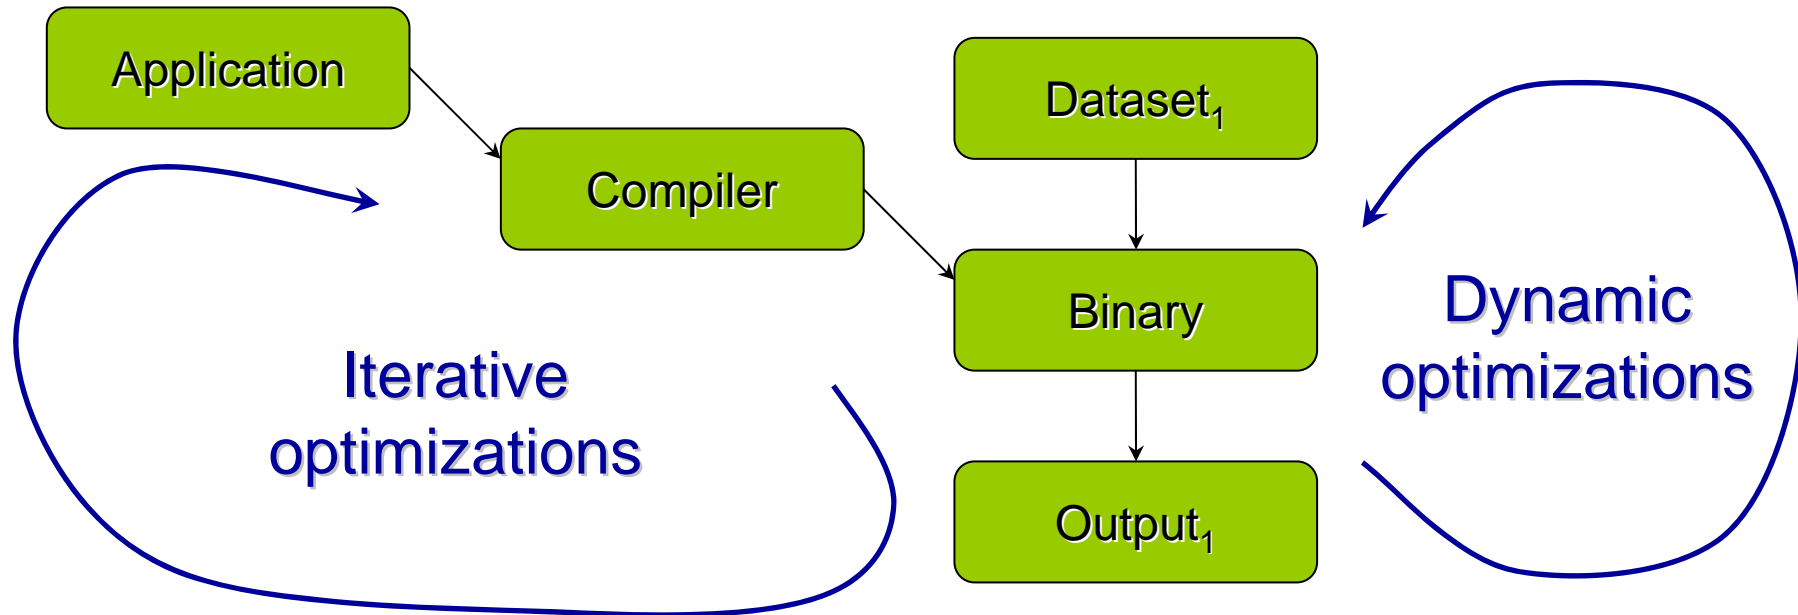 Application
Dataset₁
Compiler
Binary
Dynamic
optimizations
Iterative
optimizations
Output₁